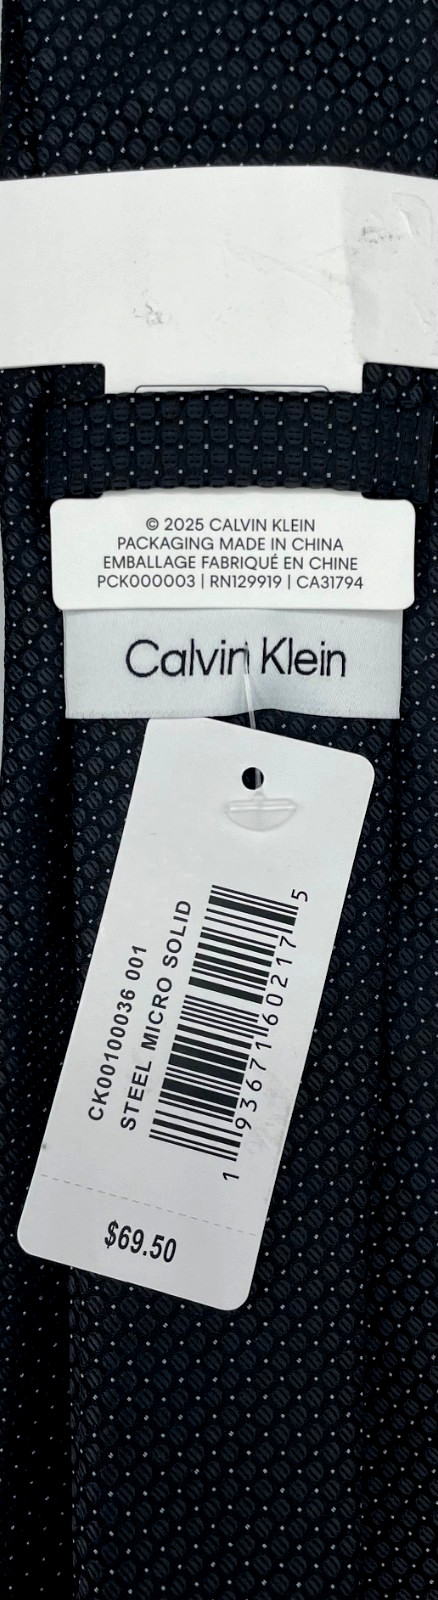 © 2025 CALVIN KLEIN
PACKAGING MADE IN CHINA
EMBALLAGE FABRIQUÉ EN CHINE
PCK000003 | RN129919 | CA31794
Calvin Klein
CK00100036 001
STEEL MICRO SOLID
1 93671 60217 5
$69.50